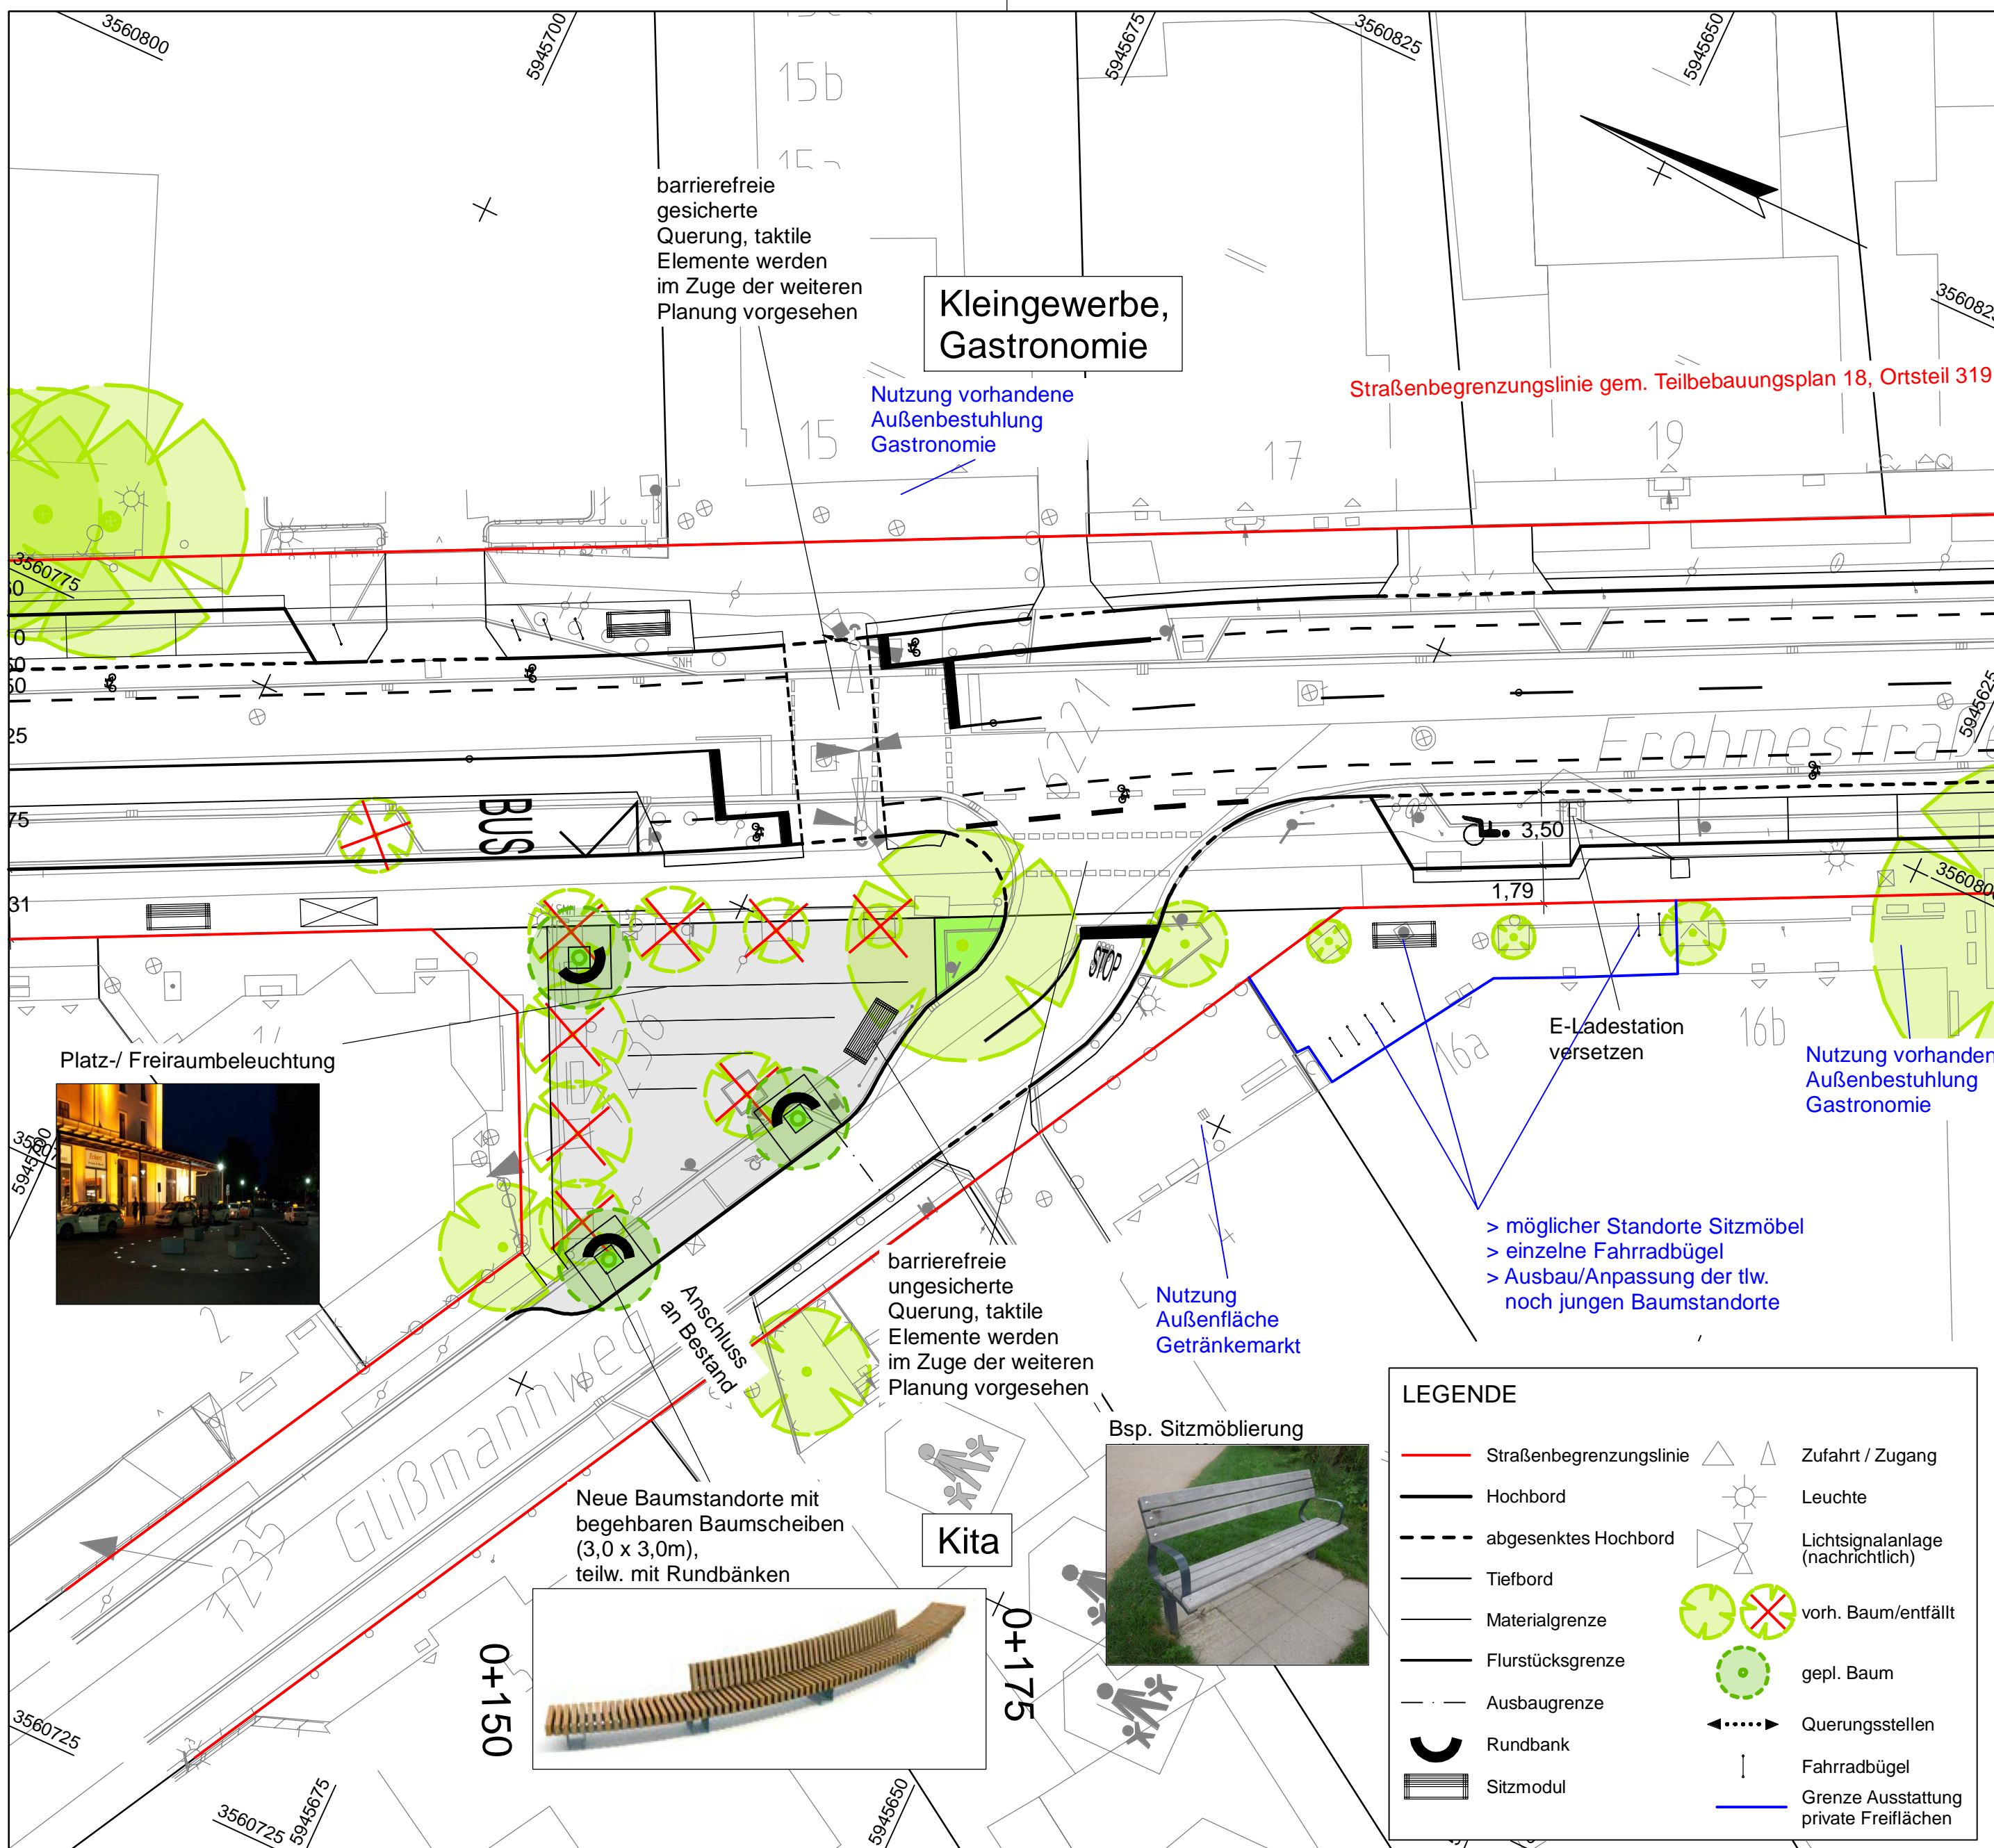 3560800
5945700
5945675
3560825
5945650
15b
barrierefreie
gesicherte
Querung, taktile
Elemente werden
im Zuge der weiteren
Planung vorgesehen
Kleingewerbe,
Gastronomie
Nutzung vorhandene
Außenbestuhlung
Gastronomie
Straßenbegrenzungslinie gem. Teilbebauungsplan 18, Ortsteil 319
15
17
19
3560775
SNH
5945625
BUS
3,50
1,79
31
STOP
Platz-/ Freiraumbeleuchtung
16a
E-Ladestation
versetzen
16b
Außenbestuhlung
Gastronomie
> möglicher Standorte Sitzmöbel
> einzelne Fahrradbügel
> Ausbau/Anpassung der tlw.
noch jungen Baumstandorte
2
Anschluss
an Bestand
barrierefreie
ungesicherte
Querung, taktile
Elemente werden
im Zuge der weiteren
Planung vorgesehen
Nutzung
Außenfläche
Getränkemarkt
Glißmannweg
7235
Neue Baumstandorte mit
begehbaren Baumscheiben
(3,0 x 3,0m),
teilw. mit Rundbänken
Kita
Bsp. Sitzmöblierung
0+150
0+175
3560725
3560725
5945675
5945650
LEGENDE
Straßenbegrenzungslinie
Hochbord
abgesenktes Hochbord
Tiefbord
Materialgrenze
Flurstücksgrenze
Ausbaugrenze
Rundbank
Sitzmodul
Zufahrt / Zugang
Leuchte
Lichtsignalanlage
(nachrichtlich)
vorh. Baum/entfällt
gepl. Baum
Querungsstellen
Fahrradbügel
Grenze Ausstattung
private Freiflächen